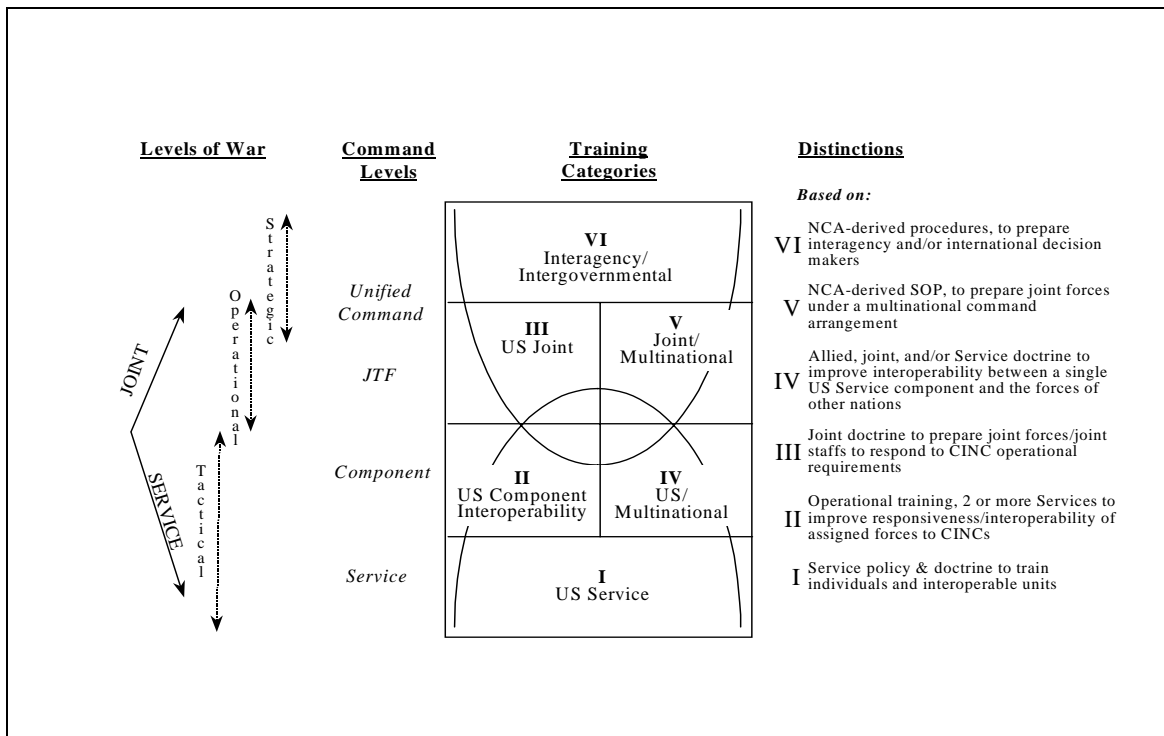 Levels of War
Command
Levels
Training
Categories
Distinctions
Based on:
Strategic
Operational
Tactical
JOINT
SERVICE
Unified
Command
JTF
Component
Service
VI
Interagency/
Intergovernmental
III
US Joint
V
Joint/
Multinational
II
US Component
Interoperability
IV
US/
Multinational
I
US Service
VI
NCA-derived procedures, to prepare
interagency and/or international decision
makers
V
NCA-derived SOP, to prepare joint forces
under a multinational command
arrangement
IV
Allied, joint, and/or Service doctrine to
improve interoperability between a single
US Service component and the forces of
other nations
III
Joint doctrine to prepare joint forces/joint
staffs to respond to CINC operational
requirements
II
Operational training, 2 or more Services to
improve responsiveness/interoperability of
assigned forces to CINCs
I
Service policy & doctrine to train
individuals and interoperable units